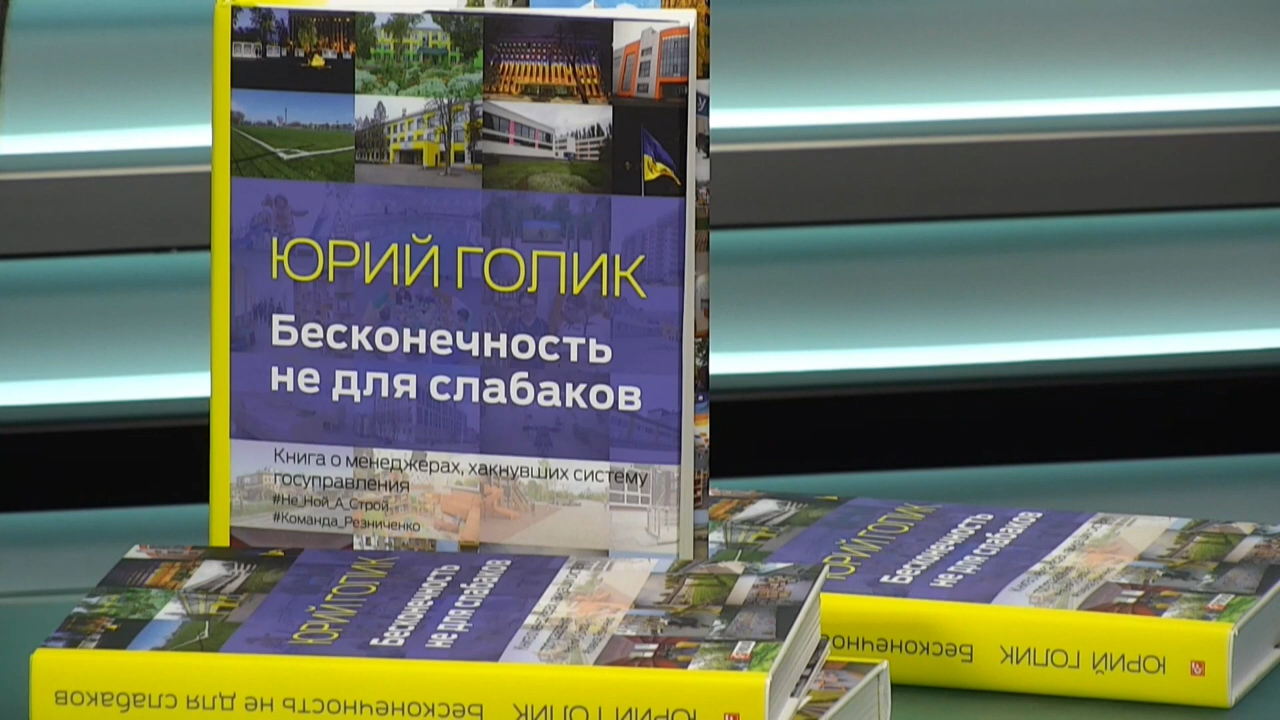 ЮРИЙ ГОЛИК
Бесконечность
не для слабаков
Книга о менеджерах, хакнувших систему
госуправления
#Не_Ной_А_Строй
#Команда_Резниченко
ЮРИЙ ГОЛИК
Бесконечность
не для слабаков
ЮРИЙ ГОЛИК
Бесконечность не для слабаков
ЮРИЙ ГОЛИК
Бесконечность
не для слабаков
ЮРИЙ ГОЛИК
Бесконечно